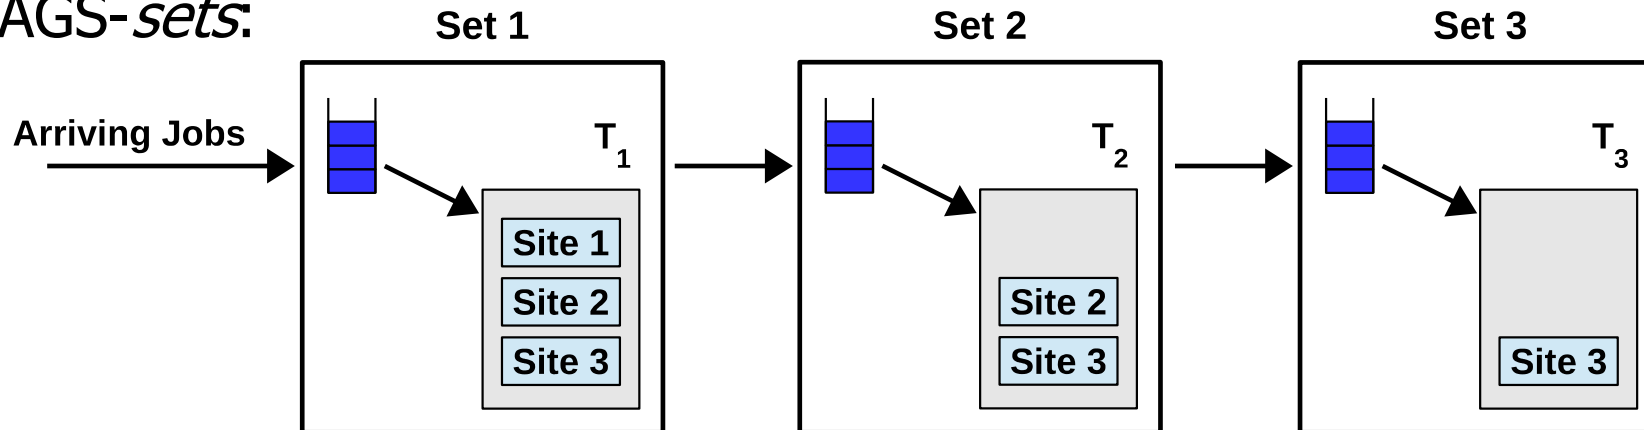 AGS-sets:
Set 1
Set 2
Set 3
Arriving Jobs
T1
Site 1
Site 2
Site 3
T2
Site 2
Site 3
T3
Site 3